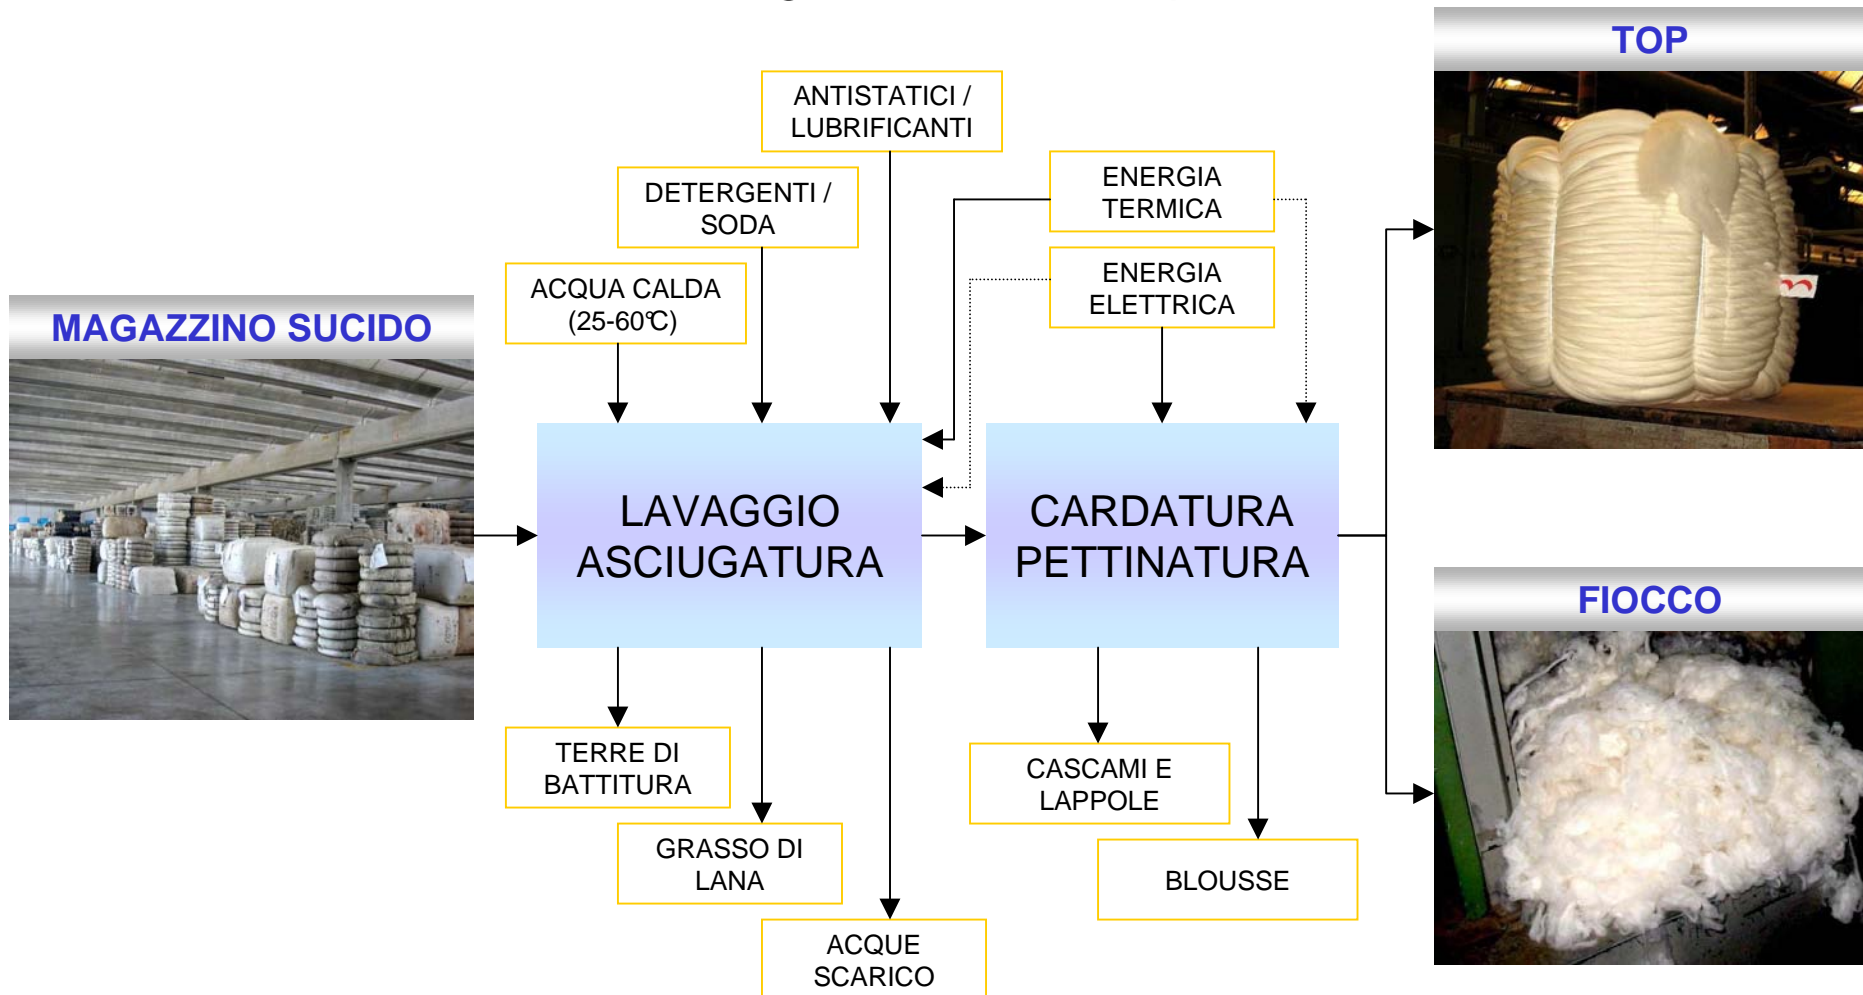 TOP
ANTISTATICI /
LUBRIFICANTI
DETERGENTI /
SODA
ENERGIA
TERMICA
ACQUA CALDA
(25-60°C)
ENERGIA
ELETTRICA
MAGAZZINO SUCIDO
LAVAGGIO
ASCIUGATURA
CARDATURA
PETTINATURA
FIOCCO
TERRE DI
BATTITURA
CASCAMI E
LAPPOLE
GRASSO DI
LANA
BLOUSSE
ACQUE
SCARICO